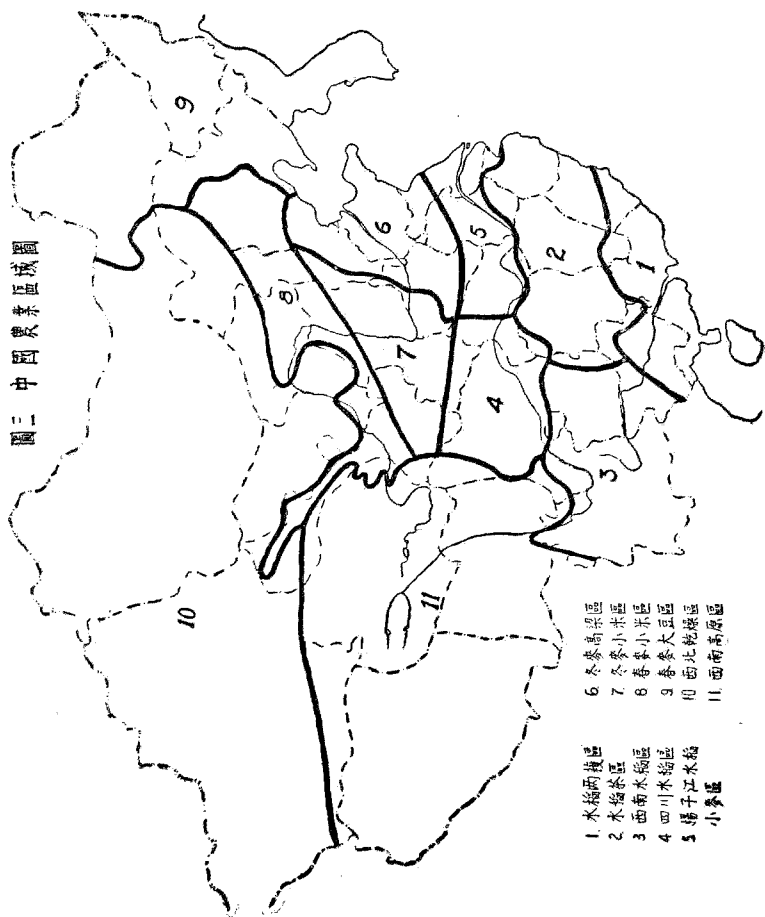 圖二 中國農業區域圖
9
6
5
2
1
8
7
4
3
10
11
1. 水稻兩穫區
2 水稻茶區
3 西南水稻區
4 四川水稻區
5 揚子江水稻
小麥區
6. 冬麥高粱區
7. 冬麥小米區
8 春麥小米區
9 春麥大豆區
10 西北乾燥區
11. 西南高原區